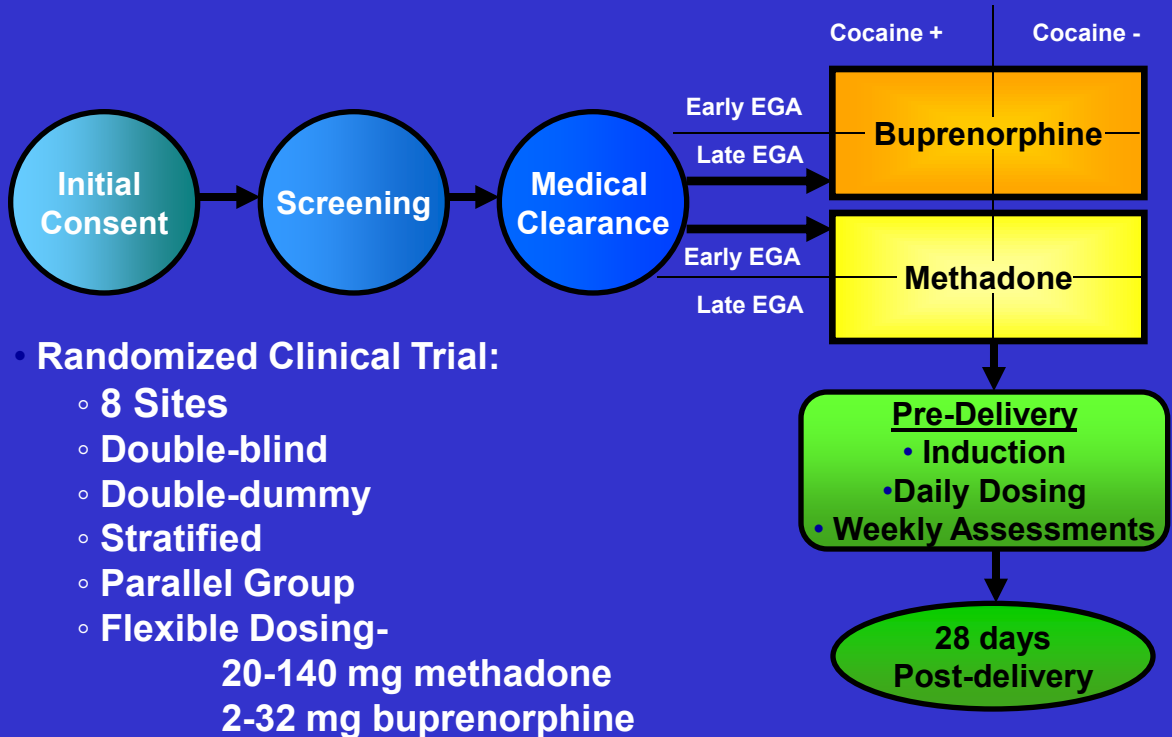 Cocaine +
Cocaine -
Early EGA
Late EGA
Buprenorphine
Initial
Consent
Screening
Medical
Clearance
Early EGA
Late EGA
Methadone
• Randomized Clinical Trial:
◦ 8 Sites
◦ Double-blind
◦ Double-dummy
◦ Stratified
◦ Parallel Group
◦ Flexible Dosing-
20-140 mg methadone
2-32 mg buprenorphine
Pre-Delivery
• Induction
•Daily Dosing
• Weekly Assessments
28 days
Post-delivery